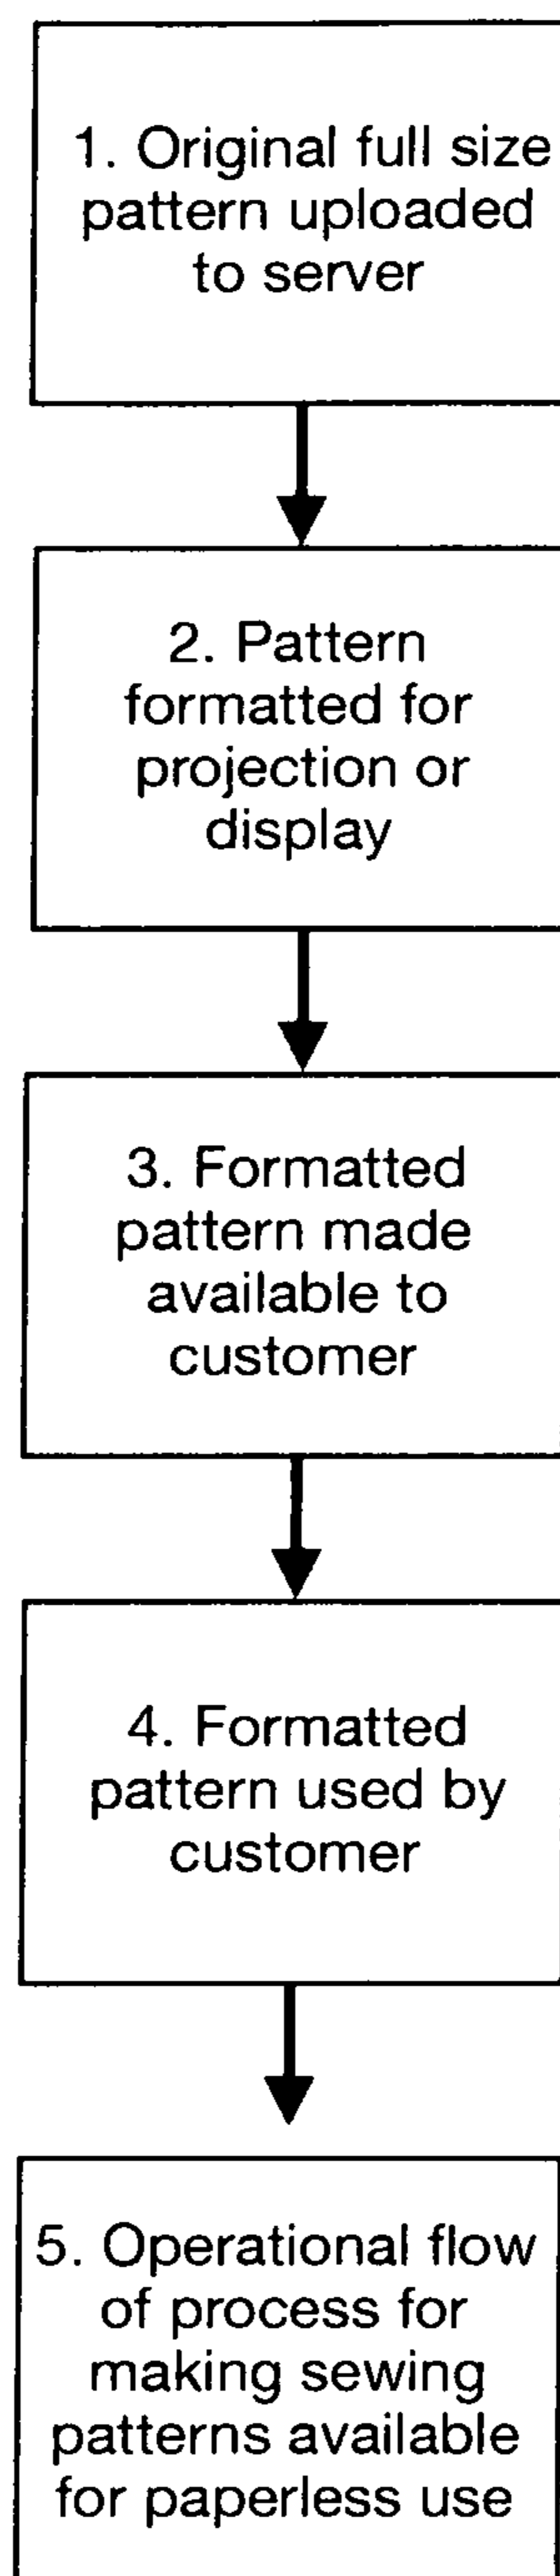 1. Original full size
pattern uploaded
to server
2. Pattern
formatted for
projection or
display
3. Formatted
pattern made
available to
customer
4. Formatted
pattern used by
customer
5. Operational flow
of process for
making sewing
patterns available
for paperless use